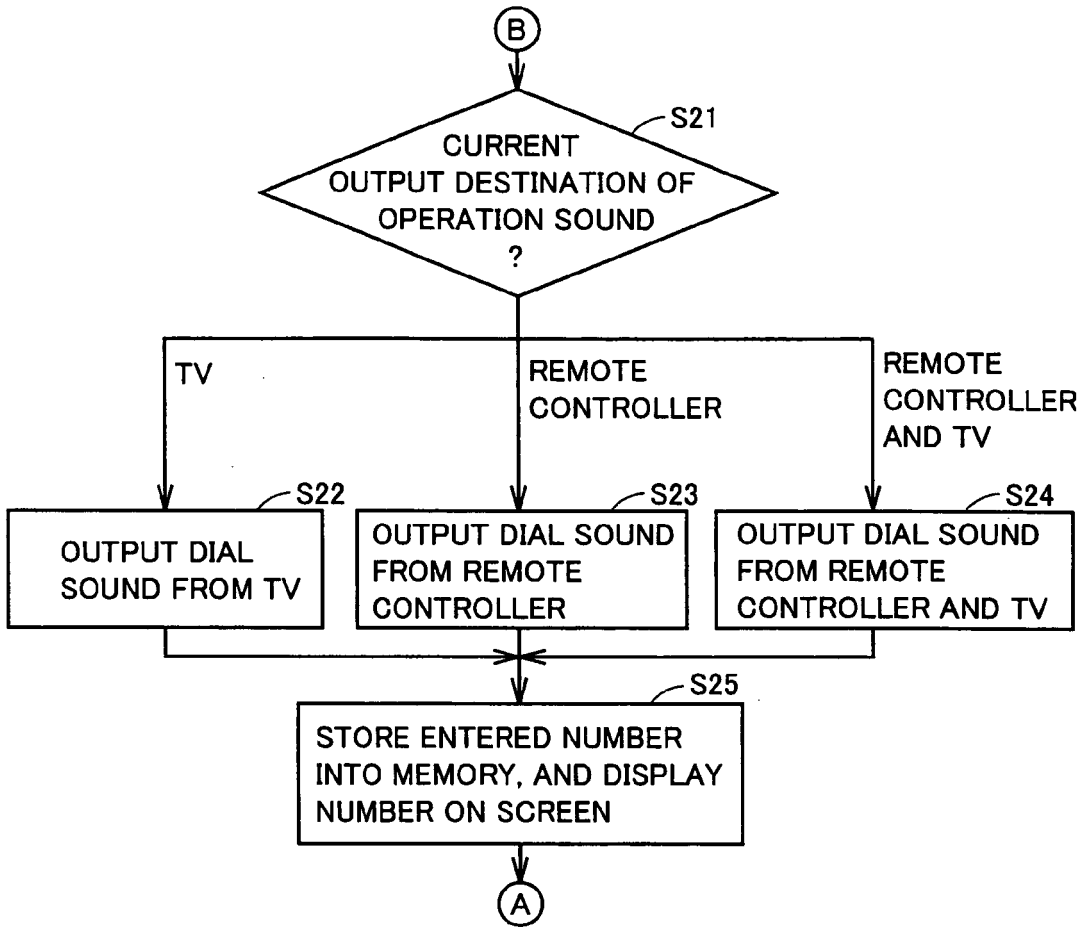 B
S21
CURRENT
OUTPUT DESTINATION OF
OPERATION SOUND
?
TV
REMOTE
CONTROLLER
REMOTE
CONTROLLER
AND TV
S22
OUTPUT DIAL
SOUND FROM TV
S23
OUTPUT DIAL SOUND
FROM REMOTE
CONTROLLER
S24
OUTPUT DIAL SOUND
FROM REMOTE
CONTROLLER AND TV
S25
STORE ENTERED NUMBER
INTO MEMORY, AND DISPLAY
NUMBER ON SCREEN
A